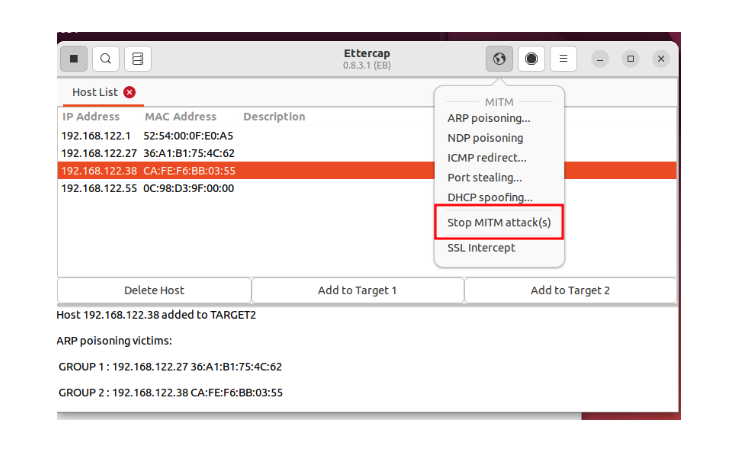 Ettercap
0.8.3.1 (EB)
Host List
MITM
ARP poisoning...
NDP poisoning
ICMP redirect...
Port stealing...
DHCP spoofing...
Stop MITM attack(s)
SSL Intercept
IP Address MAC Address Description
192.168.122.1 52:54:00:0F:E0:A5
192.168.122.27 36:A1:B1:75:4C:62
192.168.122.38 CA:FE:F6:BB:03:55
192.168.122.55 0C:98:D3:9F:00:00
Delete Host Add to Target 1 Add to Target 2
Host 192.168.122.38 added to TARGET2
ARP poisoning victims:
GROUP 1 : 192.168.122.27 36:A1:B1:75:4C:62
GROUP 2 : 192.168.122.38 CA:FE:F6:BB:03:55